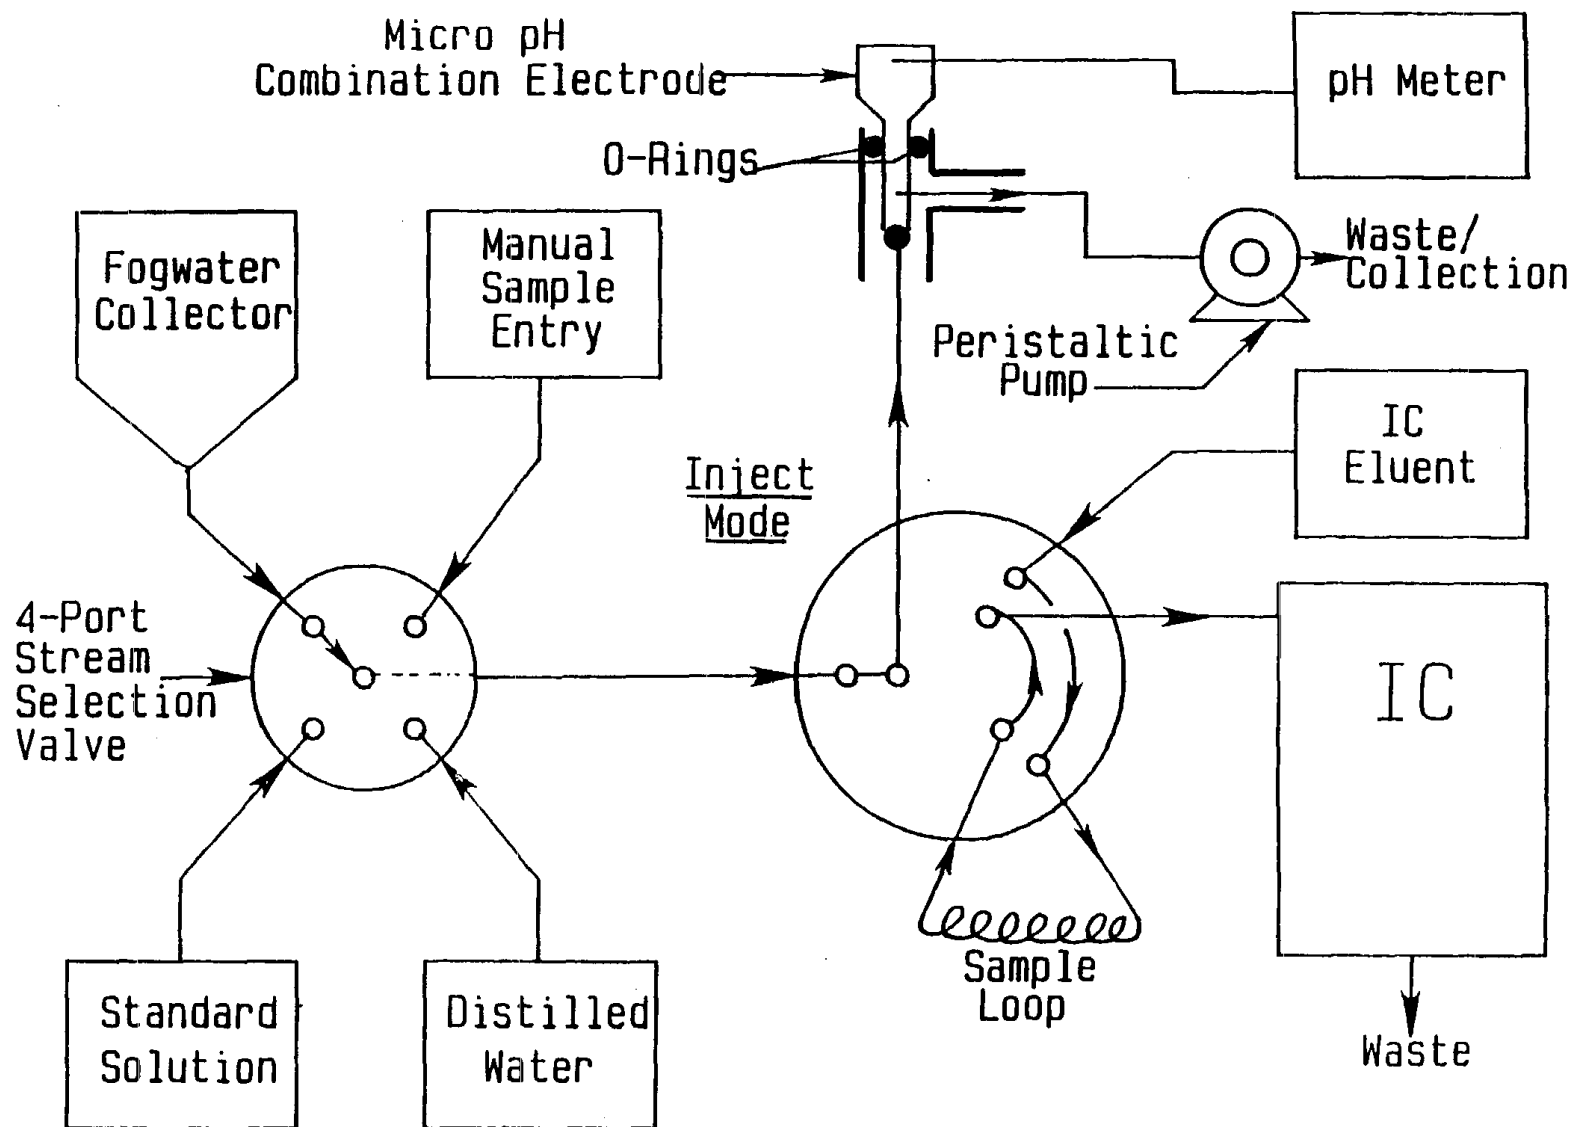 Micro pH
Combination Electrode
pH Meter
O-Rings
Fogwater
Collector
Manual
Sample
Entry
Waste/
Collection
Peristaltic
Pump
IC
Eluent
Inject
Mode
4-Port
Stream
Selection
Valve
IC
Sample
Loop
Standard
Solution
Distilled
Water
Waste